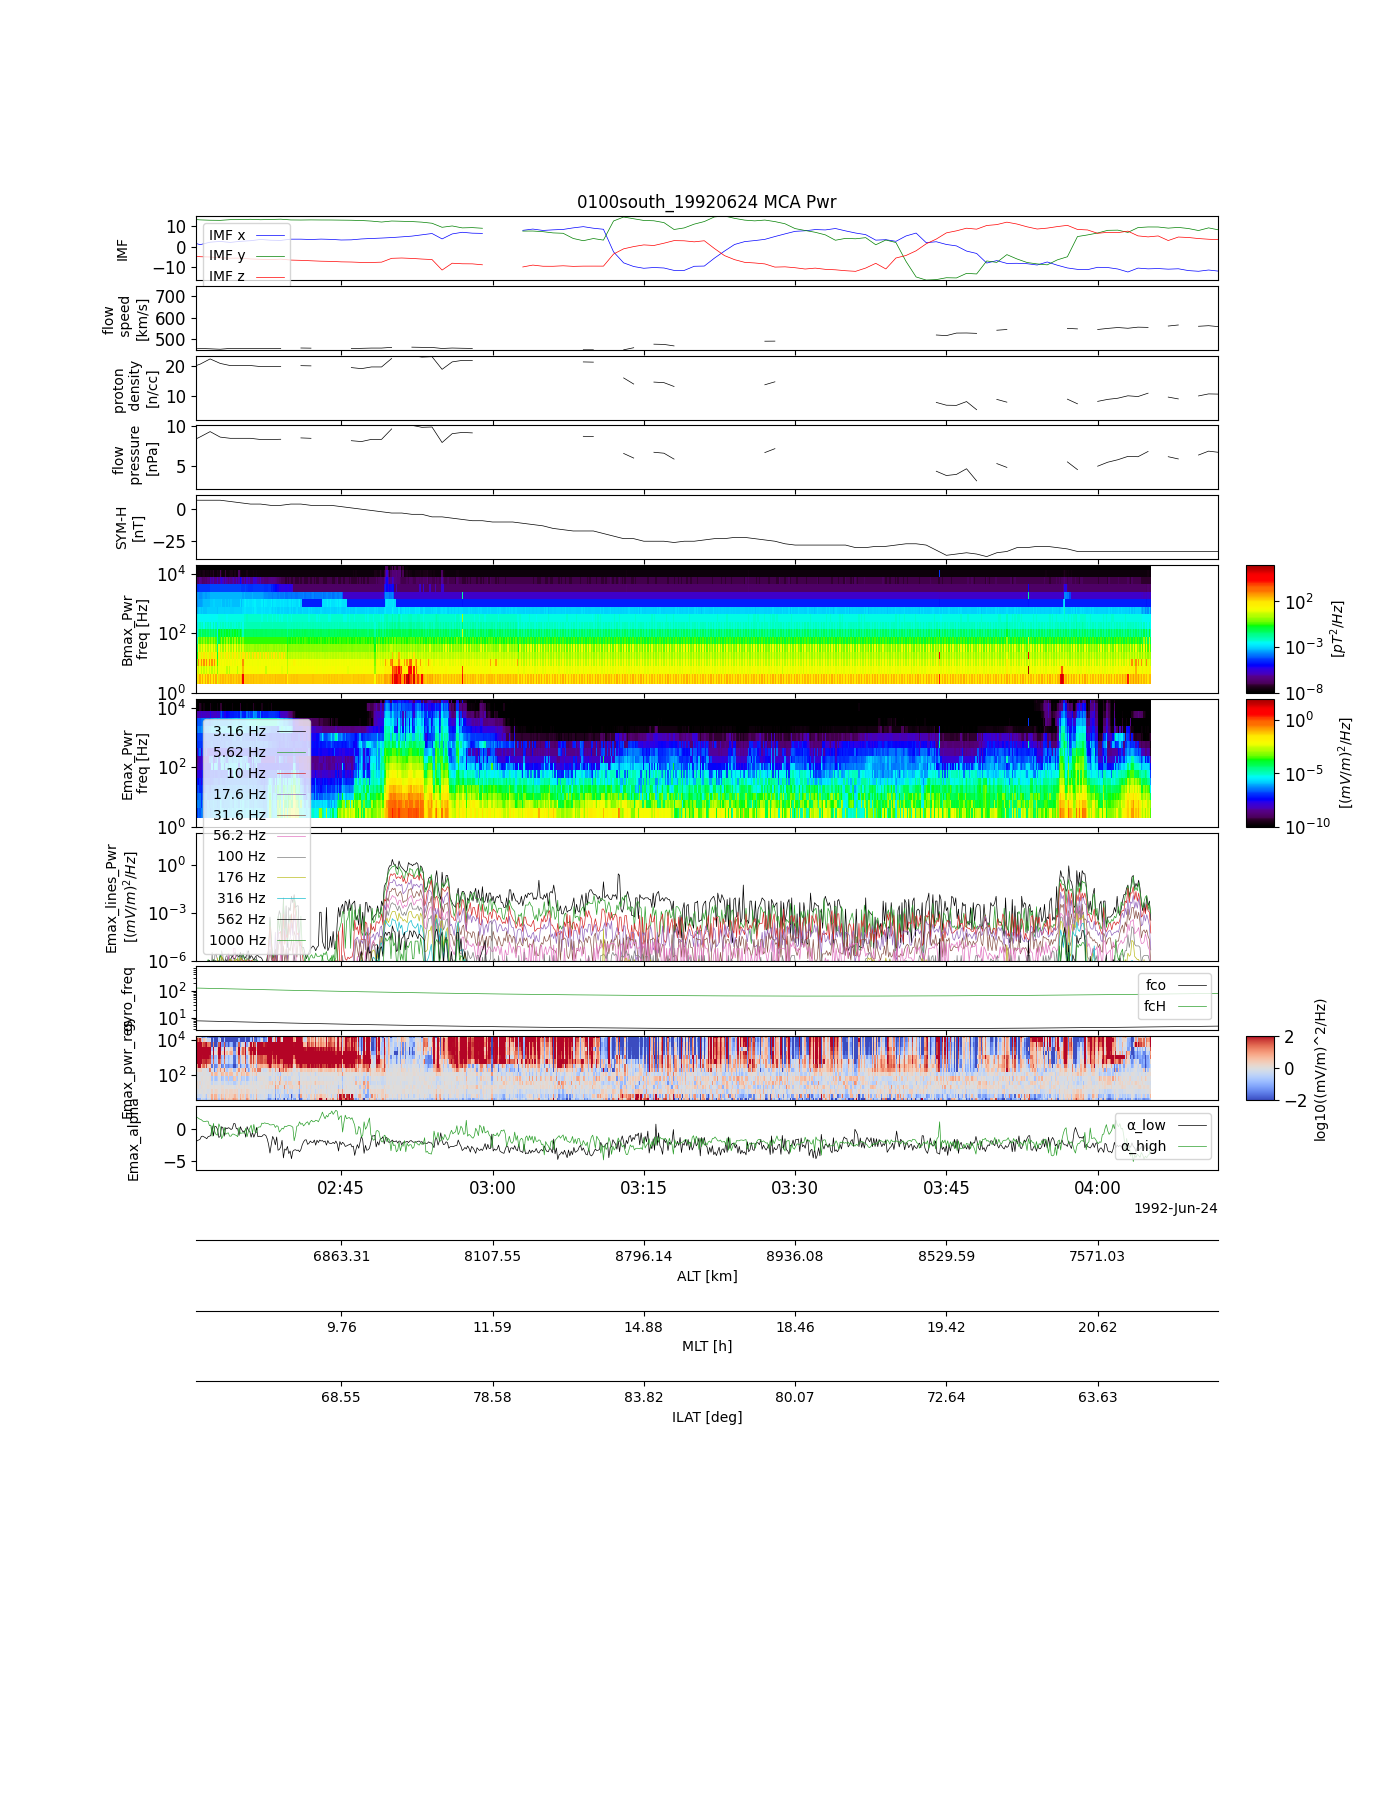 0100south_19920624 MCA Pwr
IMF
10
0
−10
IMF x
IMF y
IMF z
flow
speed
[km/s]
700
600
500
proton
density
[n/cc]
20
10
flow
pressure
[nPa]
10
5
SYM-H
[nT]
0
−25
Bmax_Pwr
freq [Hz]
10^4
10^2
10^0
10^2
10^−3
10^−8
[pT^2/Hz]
Emax_Pwr
freq [Hz]
10^4
10^2
10^0
10^0
10^−5
10^−10
[(mV/m)^2/Hz]
3.16 Hz
5.62 Hz
10 Hz
17.6 Hz
31.6 Hz
56.2 Hz
100 Hz
176 Hz
316 Hz
562 Hz
1000 Hz
Emax_lines_Pwr
[(mV/m)^2/Hz]
10^0
10^−3
10^−6
gyro_freq
10^2
10^1
fco
fcH
Emax_pwr_reg
10^4
10^2
2
0
−2
log10((mV/m)^2/Hz)
Emax_alpha
0
−5
α_low
α_high
02:45 03:00 03:15 03:30 03:45 04:00
1992-Jun-24
6863.31 8107.55 8796.14 8936.08 8529.59 7571.03
ALT [km]
9.76 11.59 14.88 18.46 19.42 20.62
MLT [h]
68.55 78.58 83.82 80.07 72.64 63.63
ILAT [deg]